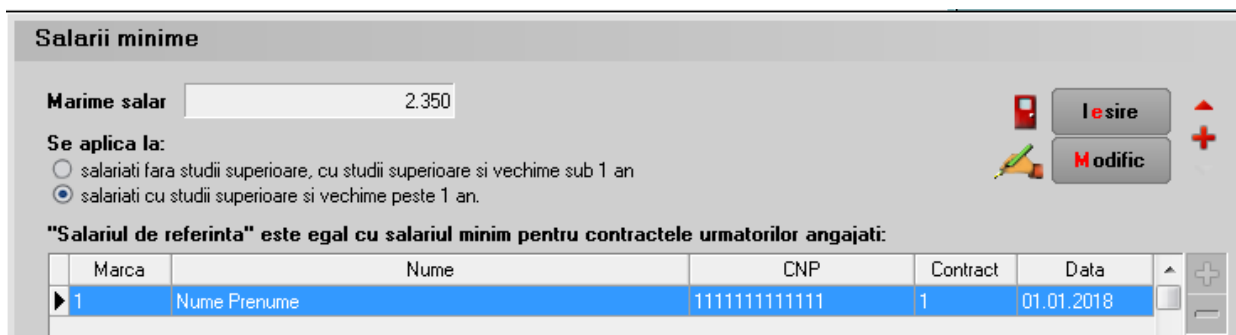 Salarii minime
Marime salar 2.350
Iesire
Se aplica la:
Modific
salariati fara studii superioare, cu studii superioare si vechime sub 1 an
salariati cu studii superioare si vechime peste 1 an.
"Salariul de referinta" este egal cu salariul minim pentru contractele urmatorilor angajati:
Marca Nume CNP Contract Data
1 Nume Prenume 1111111111111 1 01.01.2018